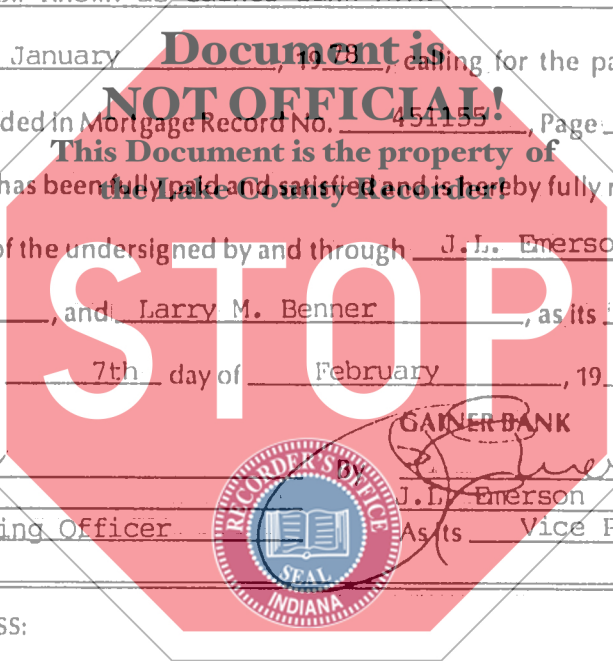 January, 1978, calling for the
Document is
NOT OFFICIAL!
ded in Mortgage Record No. 451155, Page
This Document is the property of
the Lake County Recorder!
has been fully paid and satisfied and is hereby fully
of the undersigned by and through J.L. Emerso
STOP
, and Larry M. Benner, as its
7th day of February, 19
GAINER BANK
BY
J.L. Emerson
ing Officer
As its Vice P
RECORDER'S OFFICE
SEAL
INDIANA
SS: